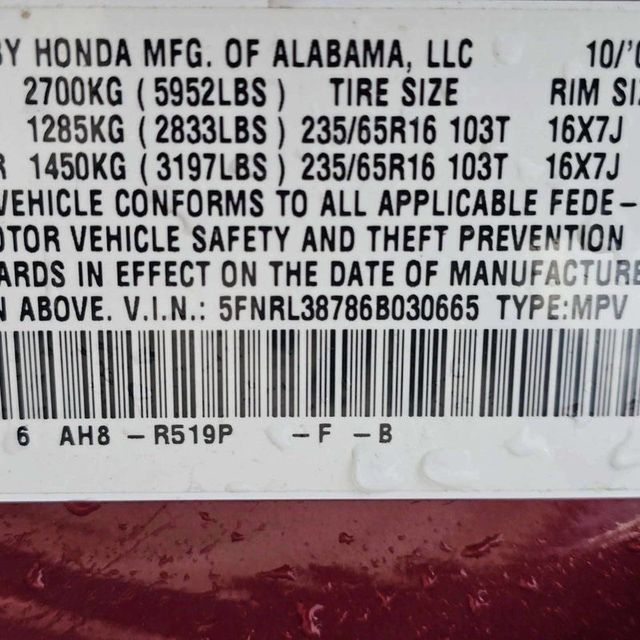 BY HONDA MFG. OF ALABAMA, LLC 10/'0
2700KG (5952LBS) TIRE SIZE RIM SIZ
1285KG (2833LBS) 235/65R16 103T 16X7J
R 1450KG (3197LBS) 235/65R16 103T 16X7J
VEHICLE CONFORMS TO ALL APPLICABLE FEDE-
OTOR VEHICLE SAFETY AND THEFT PREVENTION
ARDS IN EFFECT ON THE DATE OF MANUFACTURE
N ABOVE. V.I.N.: 5FNRL38786B030665 TYPE:MPV
6 AH8 -R519P -F -B